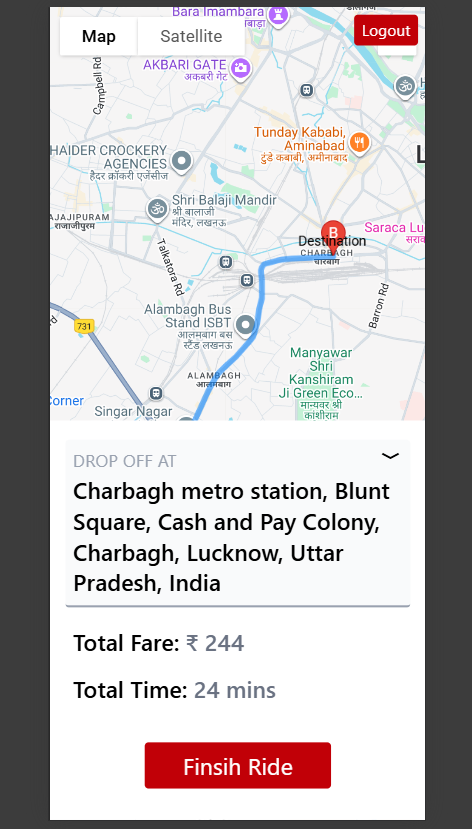 Bara Imambara
Map
Satellite
Logout
AKBARI GATE
अकबरी गेट
Campbell Rd
Tunday Kababi,
Aminabad
टुंडे कबाबी, अमीनाबाद
HAIDER CROCKERY
AGENCIES
हैदर क्रॉकरी एजेंसीज
Shri Balaji Mandir
श्री बालाजी
मंदिर, लखनऊ
AJAJIPURAM
राजाजीपुरम
B
Destination
CHARBAGH
चारबाग
Saraca Lu
Talkatora Rd
Barron Rd
Alambagh Bus
Stand ISBT
आलमबाग बस
स्टैंड लखनऊ
731
Manyawar
Shri
Kanshiram
Ji Green Eco...
मान्यवर श्री
कांशीराम
ALAMBAGH
आलमबाग
Corner
Singar Nagar
DROP OFF AT
Charbagh metro station, Blunt
Square, Cash and Pay Colony,
Charbagh, Lucknow, Uttar
Pradesh, India
Total Fare: ₹ 244
Total Time: 24 mins
Finsih Ride